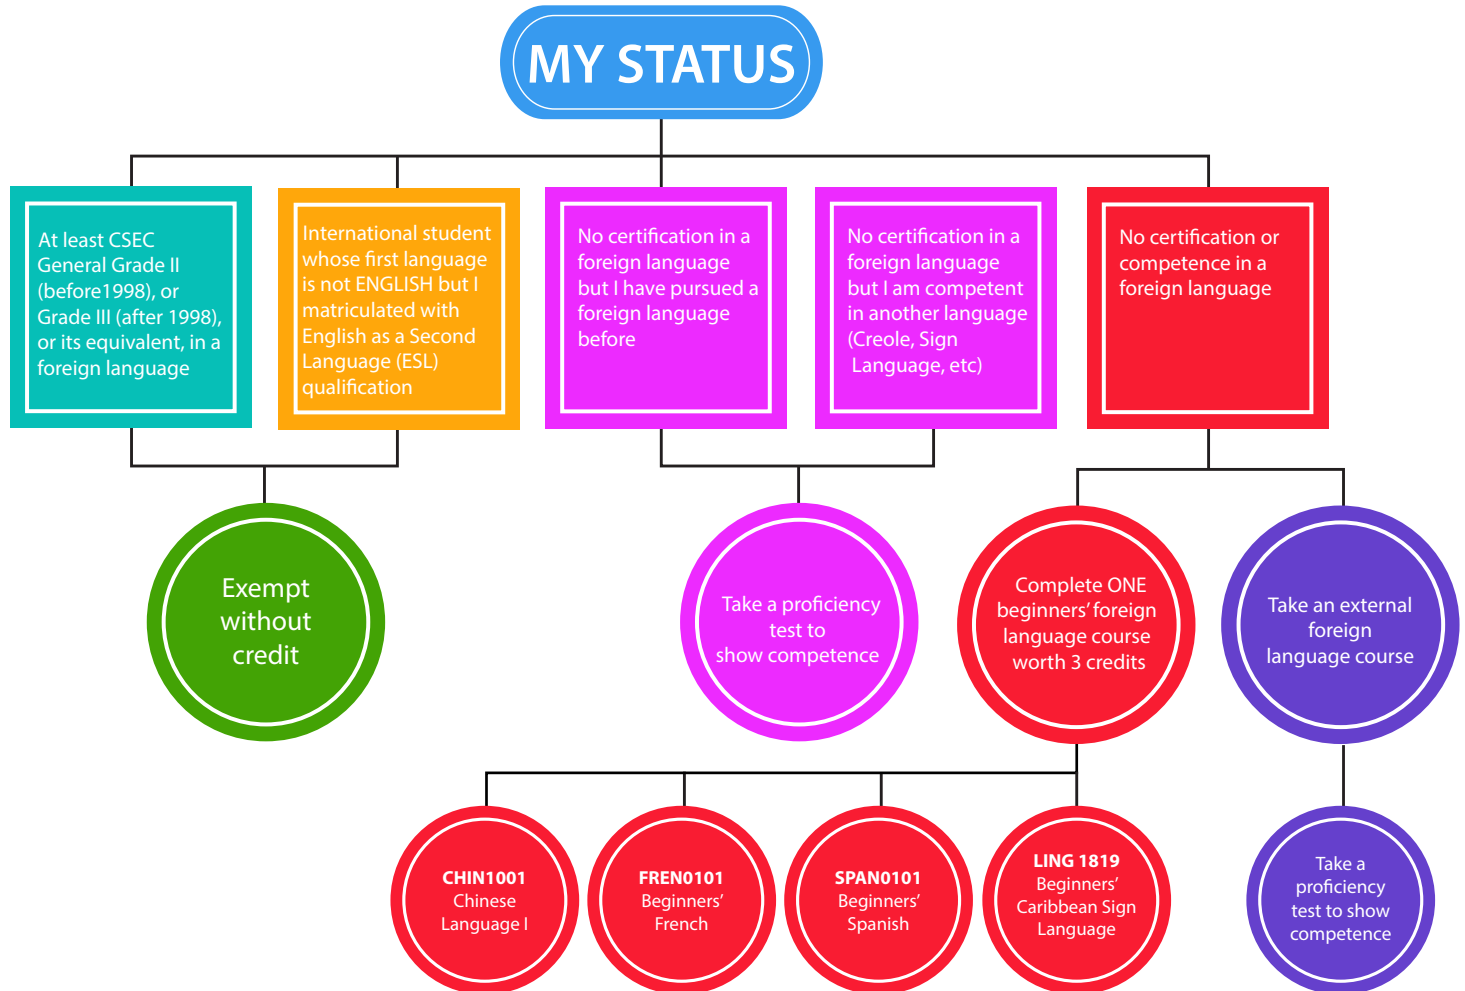 MY STATUS
At least CSEC
General Grade II
(before1998), or
Grade III (after 1998),
or its equivalent, in a
foreign language
International student
whose first language
is not ENGLISH but I
matriculated with
English as a Second
Language (ESL)
qualification
No certification in a
foreign language
but I have pursued a
foreign language
before
No certification in a
foreign language
but I am competent
in another language
(Creole, Sign
Language, etc)
No certification or
competence in a
foreign language
Exempt
without
credit
Take a proficiency
test to
show competence
Complete ONE
beginners' foreign
language course
worth 3 credits
Take an external
foreign
language course
CHIN1001
Chinese
Language I
FREN0101
Beginners'
French
SPAN0101
Beginners'
Spanish
LING 1819
Beginners'
Caribbean Sign
Language
Take a
proficiency
test to show
competence